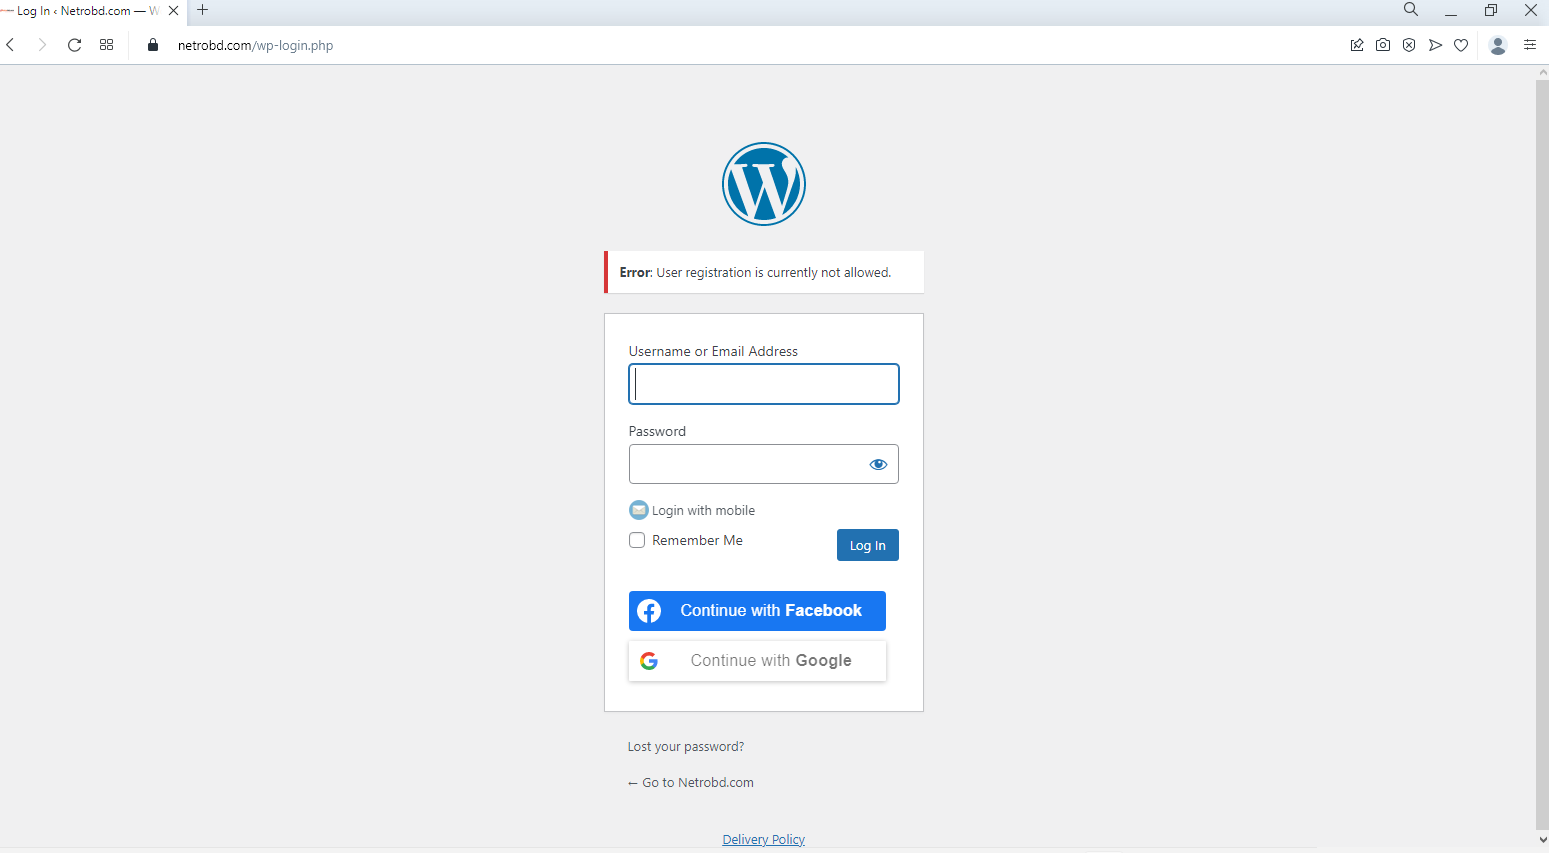 Log In ‹ Netrobd.com — W
netrobd.com/wp-login.php
Error: User registration is currently not allowed.
Username or Email Address
Password
Login with mobile
Remember Me
Log In
Continue with Facebook
Continue with Google
Lost your password?
← Go to Netrobd.com
Delivery Policy